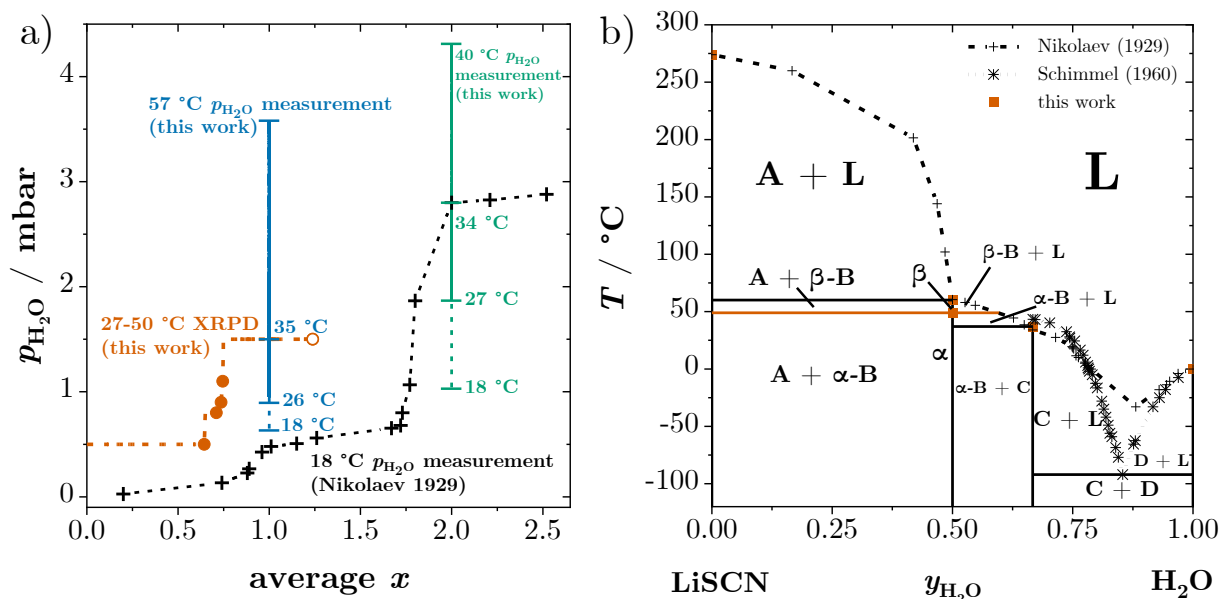 a)
4
3
2
1
0
0.0 0.5 1.0 1.5 2.0 2.5
p_H₂O / mbar
average x
40 °C p_H₂O
measurement
(this work)
57 °C p_H₂O measurement
(this work)
34 °C
27-50 °C XRPD
(this work)
35 °C
27 °C
26 °C
18 °C
18 °C
18 °C p_H₂O measurement
(Nikolaev 1929)
b)
300
250
200
150
100
50
0
-50
-100
0.00 0.25 0.50 0.75 1.00
T / °C
LiSCN y_H₂O H₂O
Nikolaev (1929)
Schimmel (1960)
this work
A + L
L
β-B + L
A + β-B
β
α-B + L
α
A + α-B
α-B + C
C + L
D + L
C + D